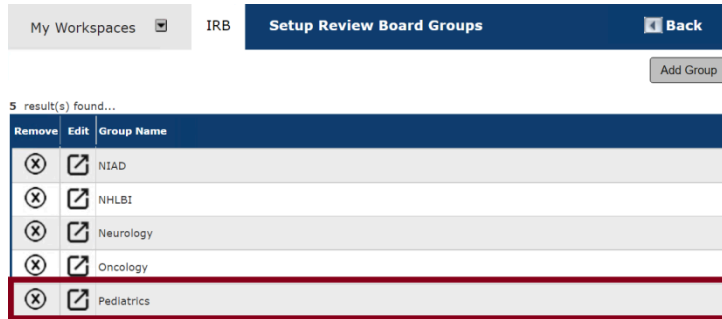 My Workspaces IRB Setup Review Board Groups Back
Add Group
5 result(s) found...
Remove Edit Group Name
NIAD
NHLBI
Neurology
Oncology
Pediatrics